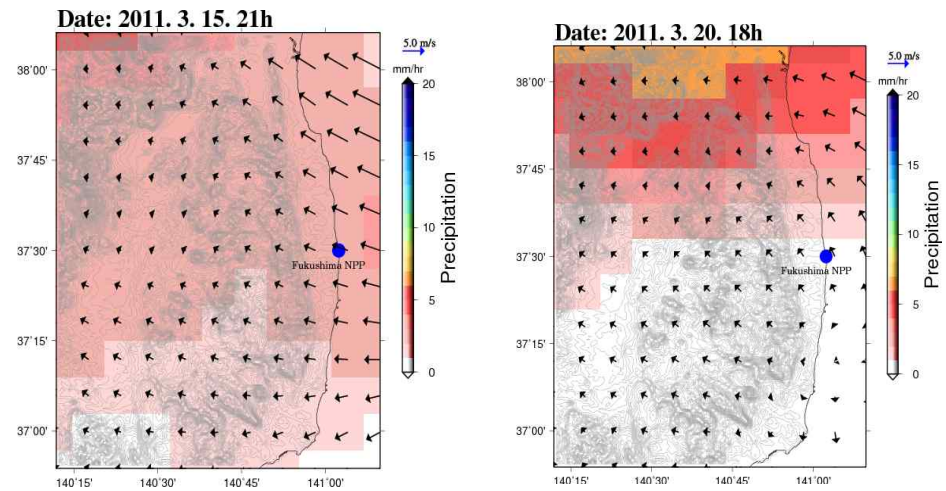 Date: 2011. 3. 15. 21h
5.0 m/s
mm/hr
38°00'
37°45'
37°30'
37°15'
37°00'
140°15'
140°30'
140°45'
141°00'
Fukushima NPP
20
15
10
5
0
Precipitation
Date: 2011. 3. 20. 18h
5.0 m/s
mm/hr
38°00'
37°45'
37°30'
37°15'
37°00'
140°15'
140°30'
140°45'
141°00'
Fukushima NPP
20
15
10
5
0
Precipitation